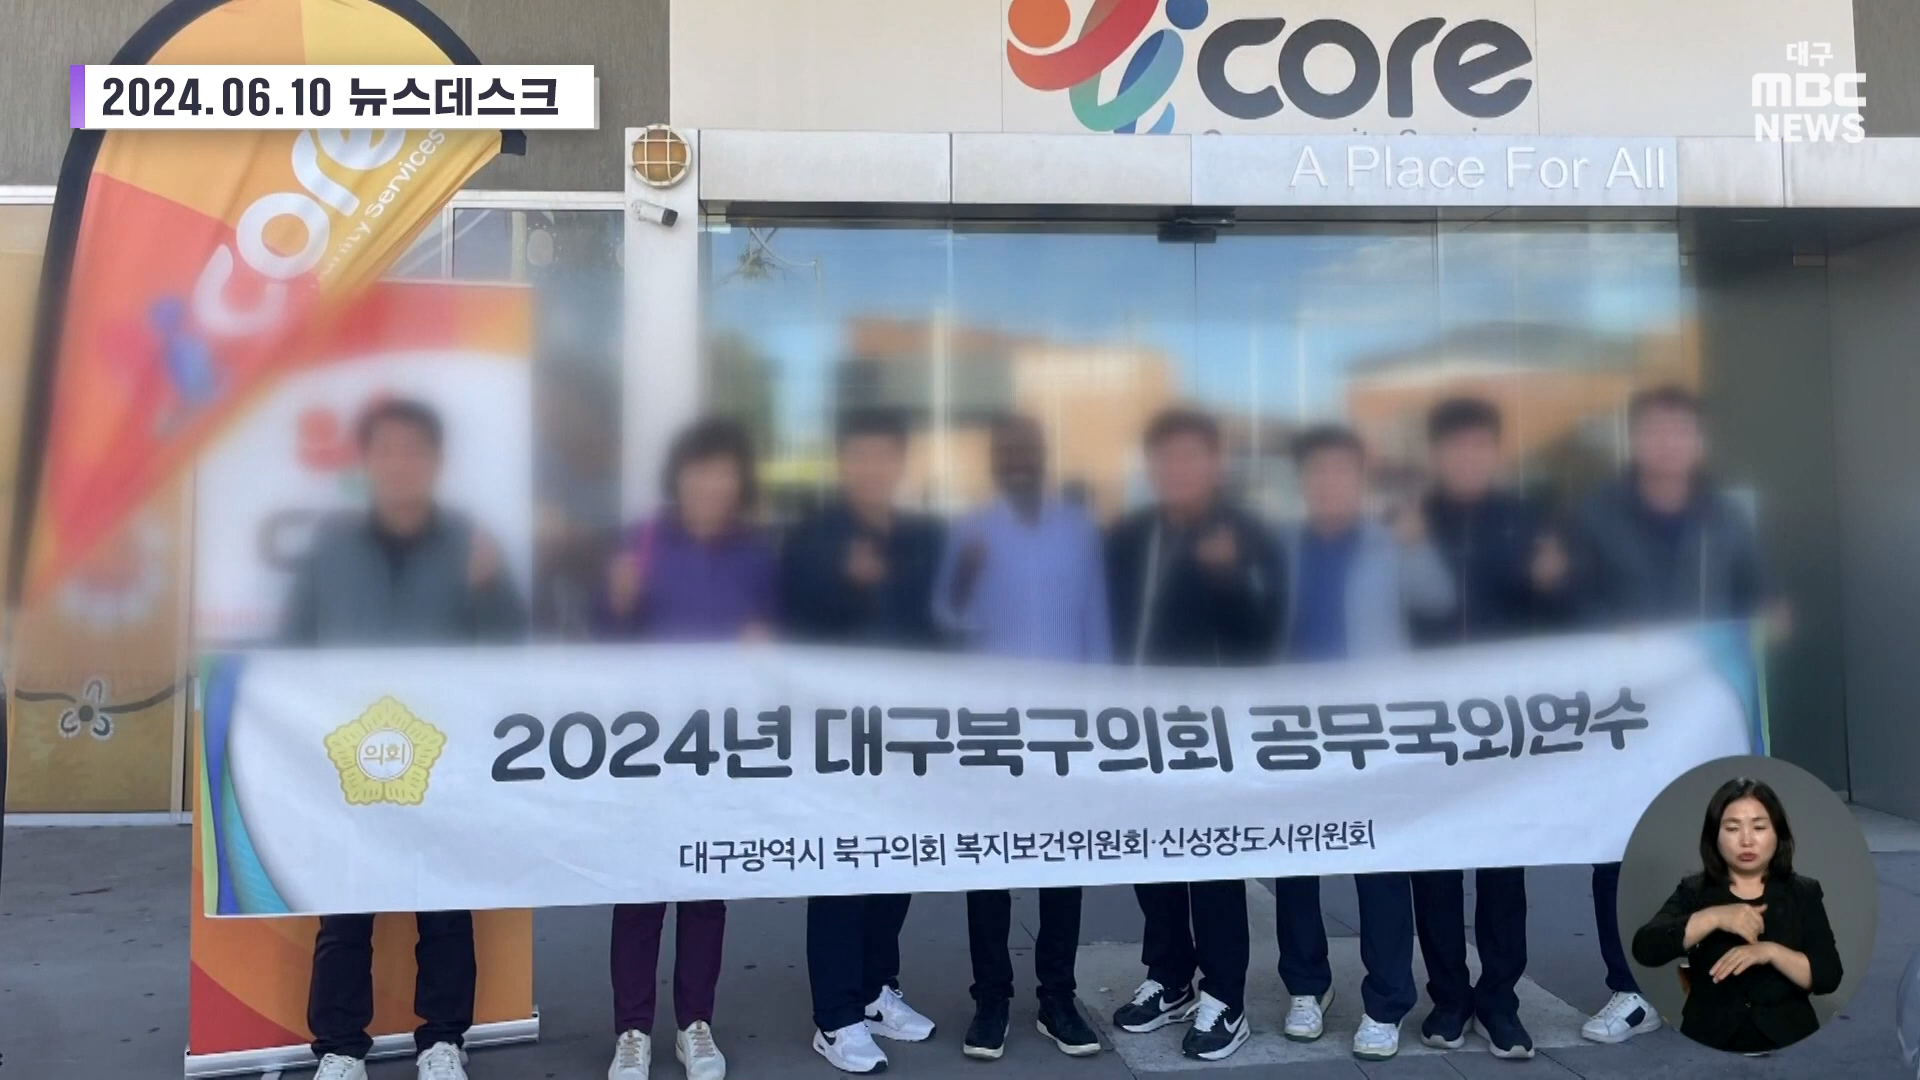 2024.06.10 뉴스데스크
대구
MBC
NEWS
core
A Place For All
core
Services
의회
2024년 대구북구의회 공무국외연수
대구광역시 북구의회 복지보건위원회·신성장도시위원회